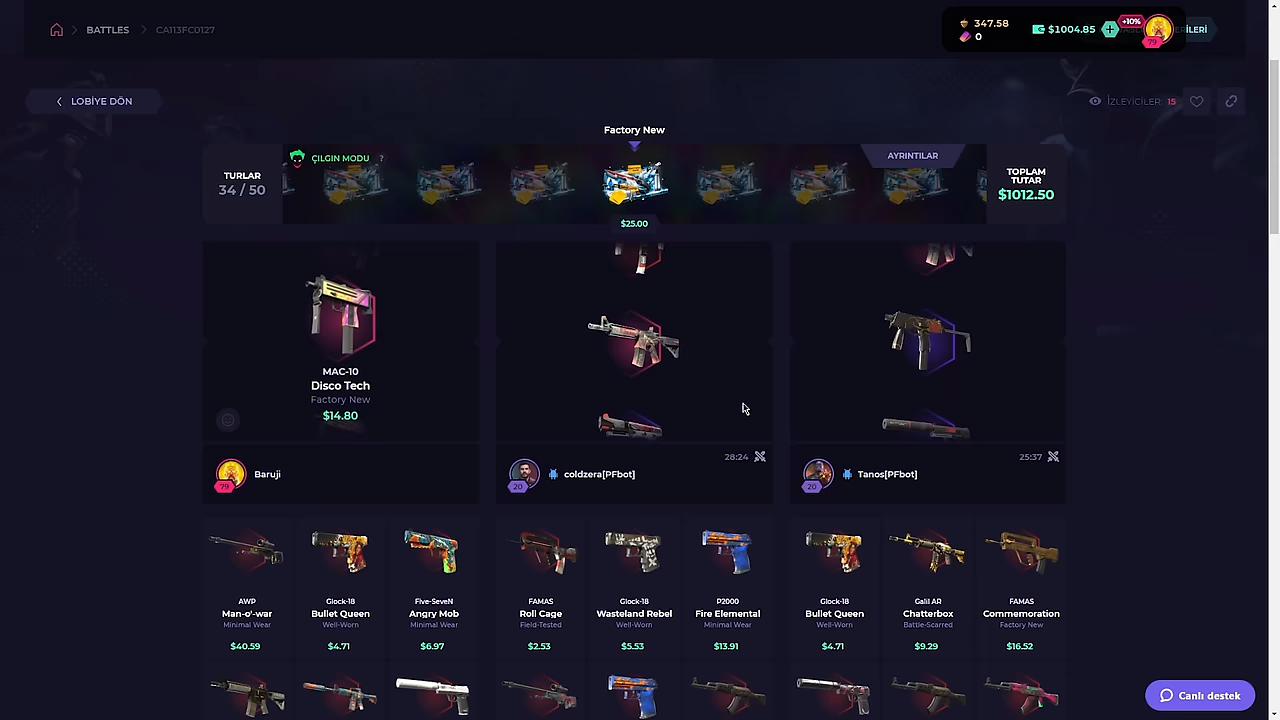 BATTLES
CA113FC0127
347.58
0
$1004.85
+10%
79
İLERİ
LOBİYE DÖN
İZLEYİCİLER 15
Factory New
TURLAR
34 / 50
ÇILGIN MODU ?
AYRINTILAR
TOPLAM
TUTAR
$1012.50
$25.00
MAC-10
Disco Tech
Factory New
$14.80
Baruji
79
28:24
coldzera[PFbot]
20
25:37
Tanos[PFbot]
20
AWP
Man-o'-war
Minimal Wear
$40.59
Glock-18
Bullet Queen
Well-Worn
$4.71
Five-SeveN
Angry Mob
Minimal Wear
$6.97
FAMAS
Roll Cage
Field-Tested
$2.53
Glock-18
Wasteland Rebel
Well-Worn
$5.53
P2000
Fire Elemental
Minimal Wear
$13.91
Glock-18
Bullet Queen
Well-Worn
$4.71
Galil AR
Chatterbox
Battle-Scarred
$9.29
FAMAS
Commemoration
Factory New
$16.52
Canlı destek